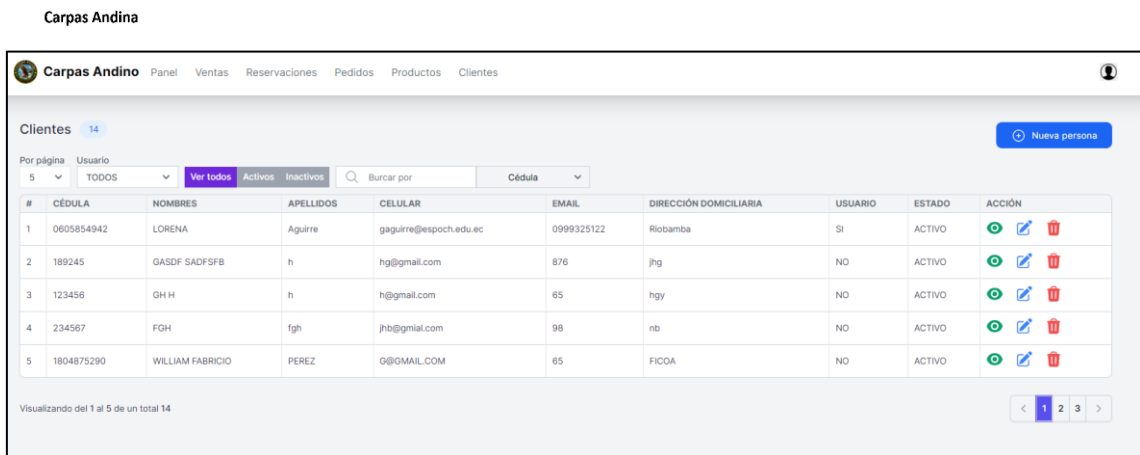 Carpas Andina
Carpas Andino Panel Ventas Reservaciones Pedidos Productos Clientes
Clientes 14
Nueva persona
Por página Usuario
5 TODOS Ver todos Activos Inactivos Burcar por Cédula
# CÉDULA NOMBRES APELLIDOS CELULAR EMAIL DIRECCIÓN DOMICILIARIA USUARIO ESTADO ACCIÓN
1 0605854942 LORENA Aguirre gaguirre@espoch.edu.ec 0999325122 Riobamba SI ACTIVO
2 189245 GASDF SADFSFB h hg@gmail.com 876 jhg NO ACTIVO
3 123456 GH H h h@gmail.com 65 hgy NO ACTIVO
4 234567 FGH fgh jhb@gmial.com 98 nb NO ACTIVO
5 1804875290 WILLIAM FABRICIO PEREZ G@GMAIL.COM 65 FICOA NO ACTIVO
Visualizando del 1 al 5 de un total 14
< 1 2 3 >